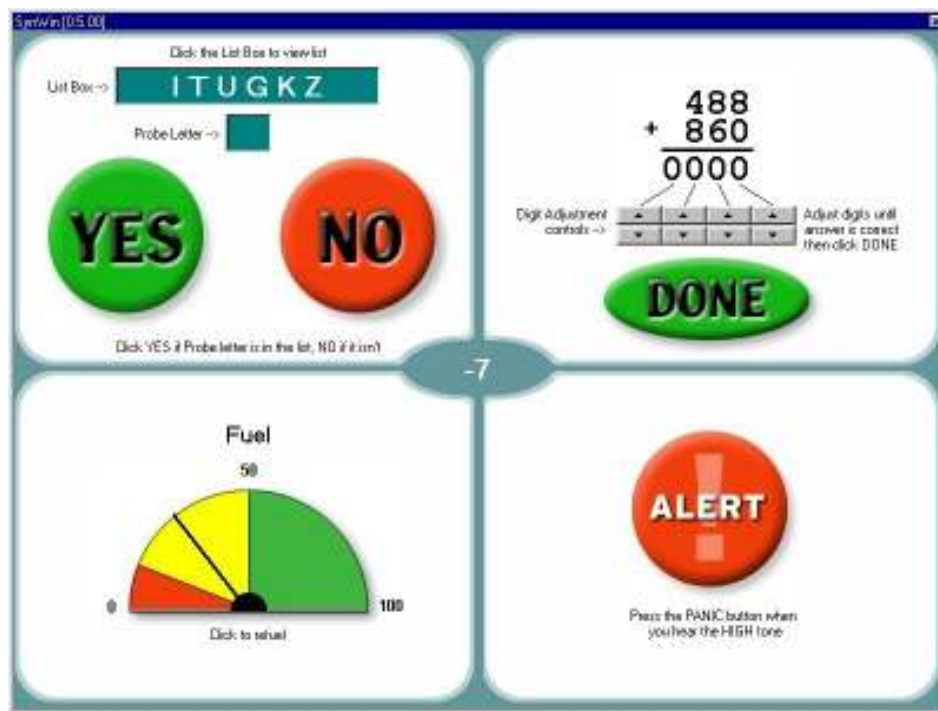 SynWin [0:5.00]
Click the List Box to view list
List Box -> I T U G K Z
Probe Letter ->
YES NO
Click YES if Probe letter is in the list, NO if it isn't
488
+ 860
0000
Digit Adjustment
controls ->
Adjust digits until
answer is correct
then click DONE
DONE
-7
Fuel
50
0 100
Click to refuel
ALERT
Press the PANIC button when
you hear the HIGH tone